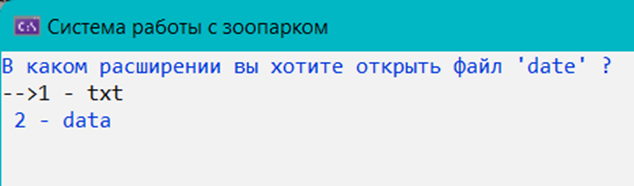 C:\ Система работы с зоопарком
В каком расширении вы хотите открыть файл 'date' ?
-->1 - txt
2 - data